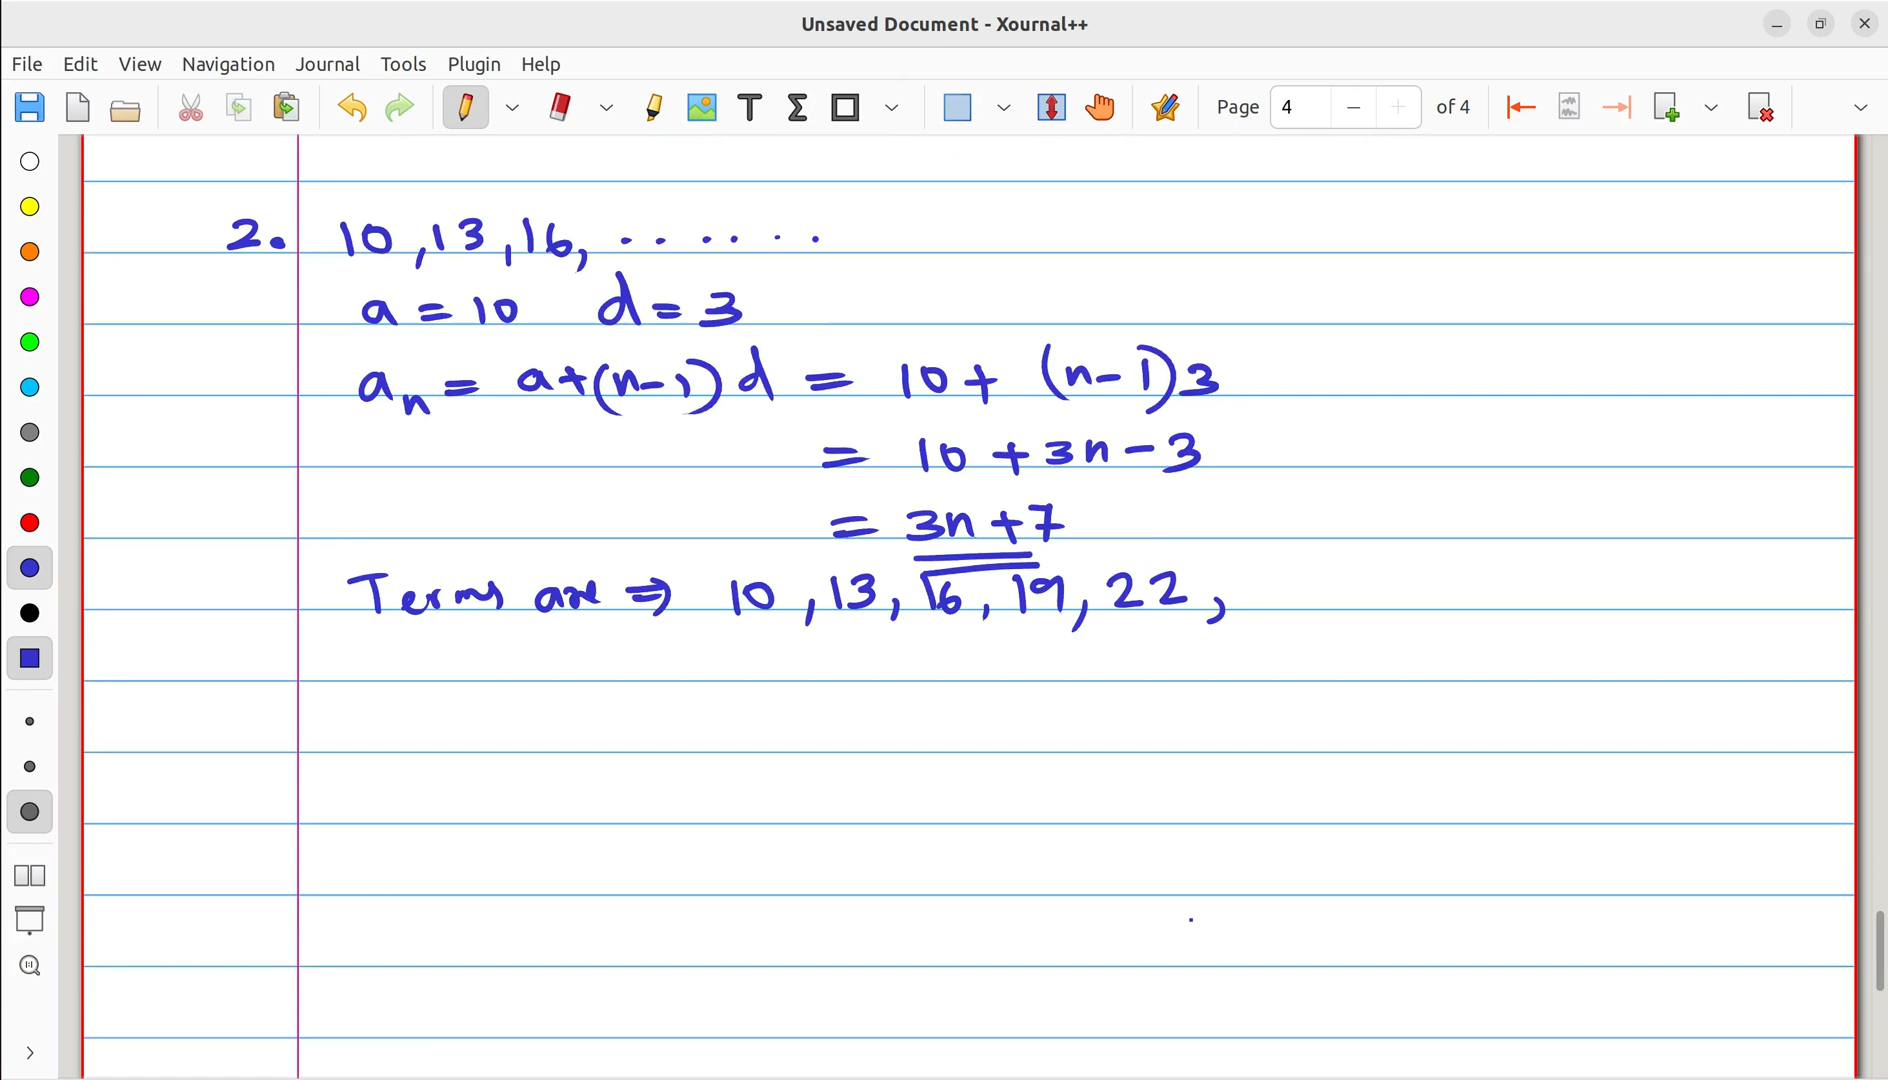 Unsaved Document - Xournal++
File Edit View Navigation Journal Tools Plugin Help
Page 4 of 4
2. 10, 13, 16, .......
a = 10 d = 3
aₙ = a+(n-1)d = 10 + (n-1)3
= 10 + 3n - 3
= 3n + 7
Terms are ⇒ 10, 13, 16, 19, 22,